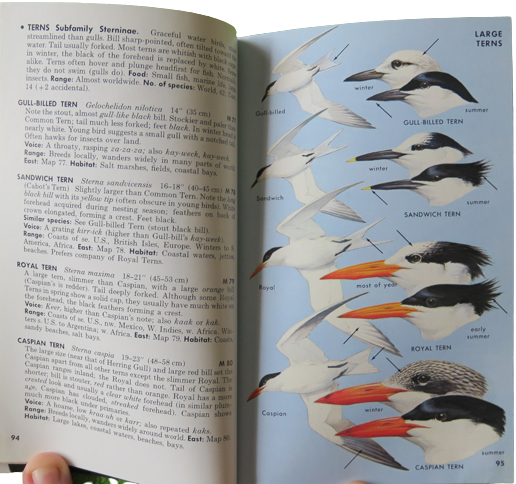 • TERNS Subfamily Sterninae. Graceful water birds,
streamlined than gulls. Bill sharp-pointed, often tilted
water. Tail usually forked. Most terns are whitish with black
in winter, the black of the forehead is replaced by white.
alike. Terns often hover and plunge headfirst for fish. Normally
they do not swim (gulls do). Food: Small fish, marine life,
insects. Range: Almost worldwide. No. of species: World,
14 (+2 accidental).
GULL-BILLED TERN Gelochelidon nilotica 14" (35 cm)
Note the stout, almost gull-like black bill. Stockier and paler than
Common Tern; tail much less forked; feet black. In winter head
nearly white. Young bird suggests a small gull with a notched tail.
Often hawks for insects over land.
Voice: A throaty, rasping za-za-za; also kay-week, kay-week.
Range: Breeds locally, wanders widely in many parts of world.
East: Map 77. Habitat: Salt marshes, fields, coastal bays.
SANDWICH TERN Sterna sandvicensis 16-18" (40-45 cm) M 78
(Cabot's Tern) Slightly larger than Common Tern. Note the long
black bill with its yellow tip (often obscure in young birds). White
forehead acquired during nesting season; feathers on back of
crown elongated, forming a crest. Feet black.
Similar species: See Gull-billed Tern (stout black bill).
Voice: A grating kirr-ick (higher than Gull-bill's kay-week).
Range: Coasts of se. U.S., British Isles, Europe. Winters to S.
America, Africa. East: Map 78. Habitat: Coastal waters, jetties,
beaches. Prefers company of Royal Terns.
ROYAL TERN Sterna maxima 18-21" (45-53 cm) M 79
A large tern, slimmer than Caspian, with a large orange bill
(Caspian's is redder). Tail deeply forked. Although some Royal
Terns in spring show a solid cap, they usually have much white on
the forehead, the black feathers forming a crest.
Voice: Keer, higher than Caspian's note; also kaak or kak.
Range: Coasts of se. U.S., nw. Mexico, W. Indies, w. Africa. Win-
ters s. U.S. to Argentina, w. Africa. East: Map 79. Habitat: Coasts,
sandy beaches, salt bays.
CASPIAN TERN Sterna caspia 19-23" (48-58 cm) M 80
The large size (near that of Herring Gull) and large red bill set the
Caspian apart from all other terns except the slimmer Royal. The
Caspian ranges inland; the Royal does not. Tail of Caspian is
shorter; bill is stouter, redder than orange. Royal Tern has a more
crested look and usually a clear white forehead (in similar plum-
age, Caspian has clouded, streaked forehead). Caspian shows
much more black under primaries.
Voice: A hoarse, low kraa-uh or karr; also repeated kaks.
Range: Breeds locally, wanders widely around world. East: Map 80.
Habitat: Large lakes, coastal waters, beaches, bays.
94
LARGE
TERNS
winter
Gull-billed
summer
GULL-BILLED TERN
winter
Sandwich
summer
SANDWICH TERN
Royal
most of year
early
summer
ROYAL TERN
Caspian
winter
summer
CASPIAN TERN
95